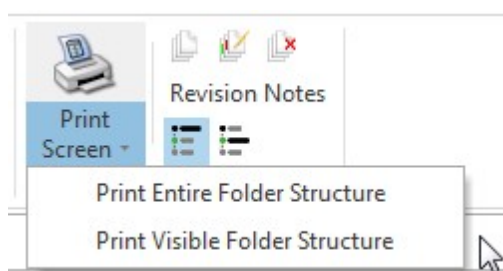 Revision Notes
Print
Screen
Print Entire Folder Structure
Print Visible Folder Structure